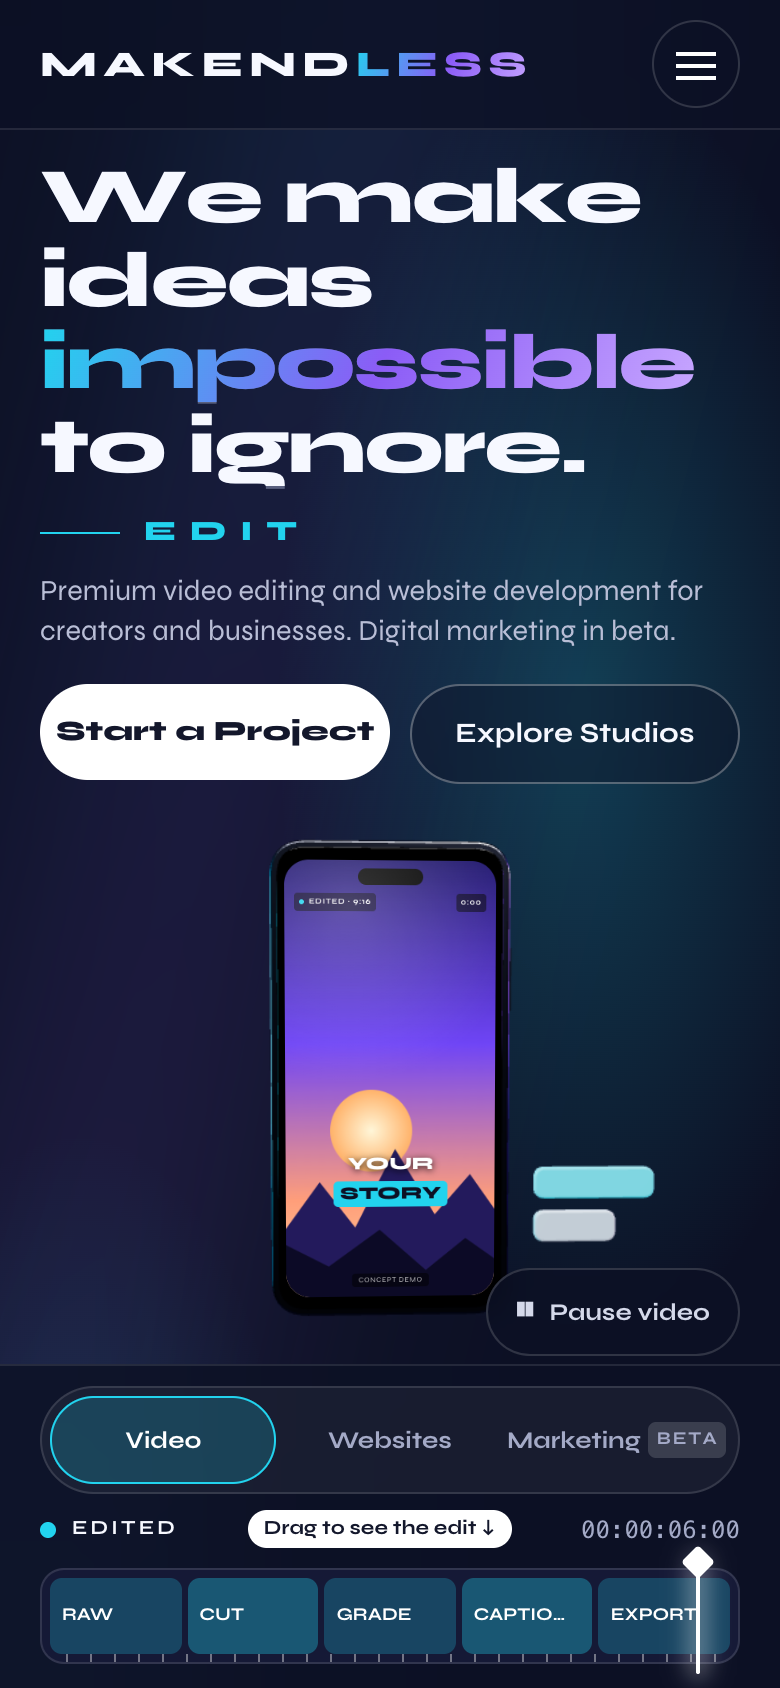 MAKENDLESS
We make
ideas
impossible
to ignore.
EDIT
Premium video editing and website development for
creators and businesses. Digital marketing in beta.
Start a Project
Explore Studios
EDITED · 9:16
0:00
YOUR
STORY
CONCEPT DEMO
Pause video
Video
Websites
Marketing BETA
EDITED
Drag to see the edit ↓
00:00:06:00
RAW
CUT
GRADE
CAPTIO...
EXPORT